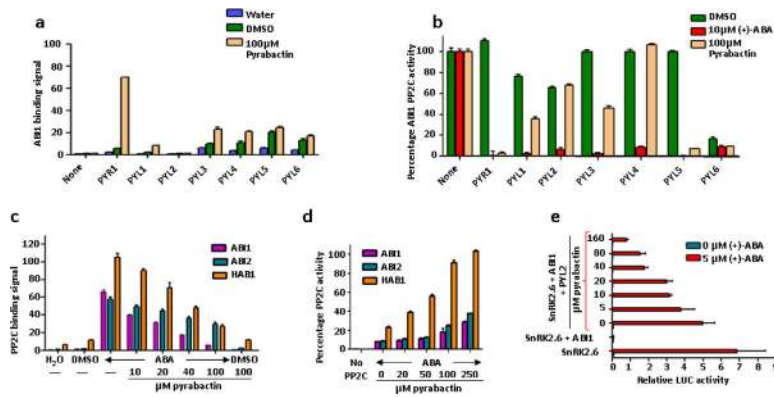 a
Water
DMSO
100µM
Pyrabactin
ABI1 binding signal
100
80
60
40
20
0
None
PYR1
PYL1
PYL2
PYL3
PYL4
PYL5
PYL6
b
DMSO
10µM (+)-ABA
100µM
Pyrabactin
Percentage ABI1 PP2C activity
100
80
60
40
20
0
None
PYR1
PYL1
PYL2
PYL3
PYL4
PYL5
PYL6
c
ABI1
ABI2
HAB1
PP2C binding signal
120
100
80
60
40
20
0
H2O DMSO ABA DMSO
— — — 10 20 40 100 100
µM pyrabactin
d
ABI1
ABI2
HAB1
Percentage PP2C activity
100
80
60
40
20
0
No ABA
PP2C 0 20 50 100 250
µM pyrabactin
e
0 µM (+)-ABA
5 µM (+)-ABA
SnRK2.6 + ABI1
+ PYL2
µM pyrabactin
160
80
40
20
10
5
0
SnRK2.6 + ABI1
SnRK2.6
0 1 2 3 4 5 6 7 8
Relative LUC activity